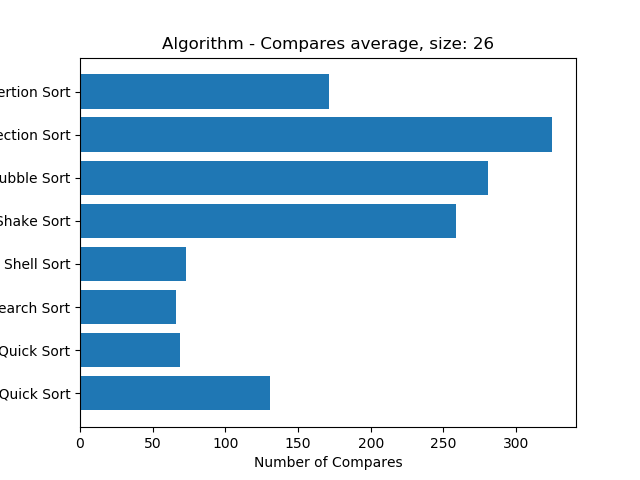 Algorithm - Compares average, size: 26
ertion Sort
ection Sort
ubble Sort
Shake Sort
Shell Sort
earch Sort
Quick Sort
Quick Sort
0 50 100 150 200 250 300
Number of Compares